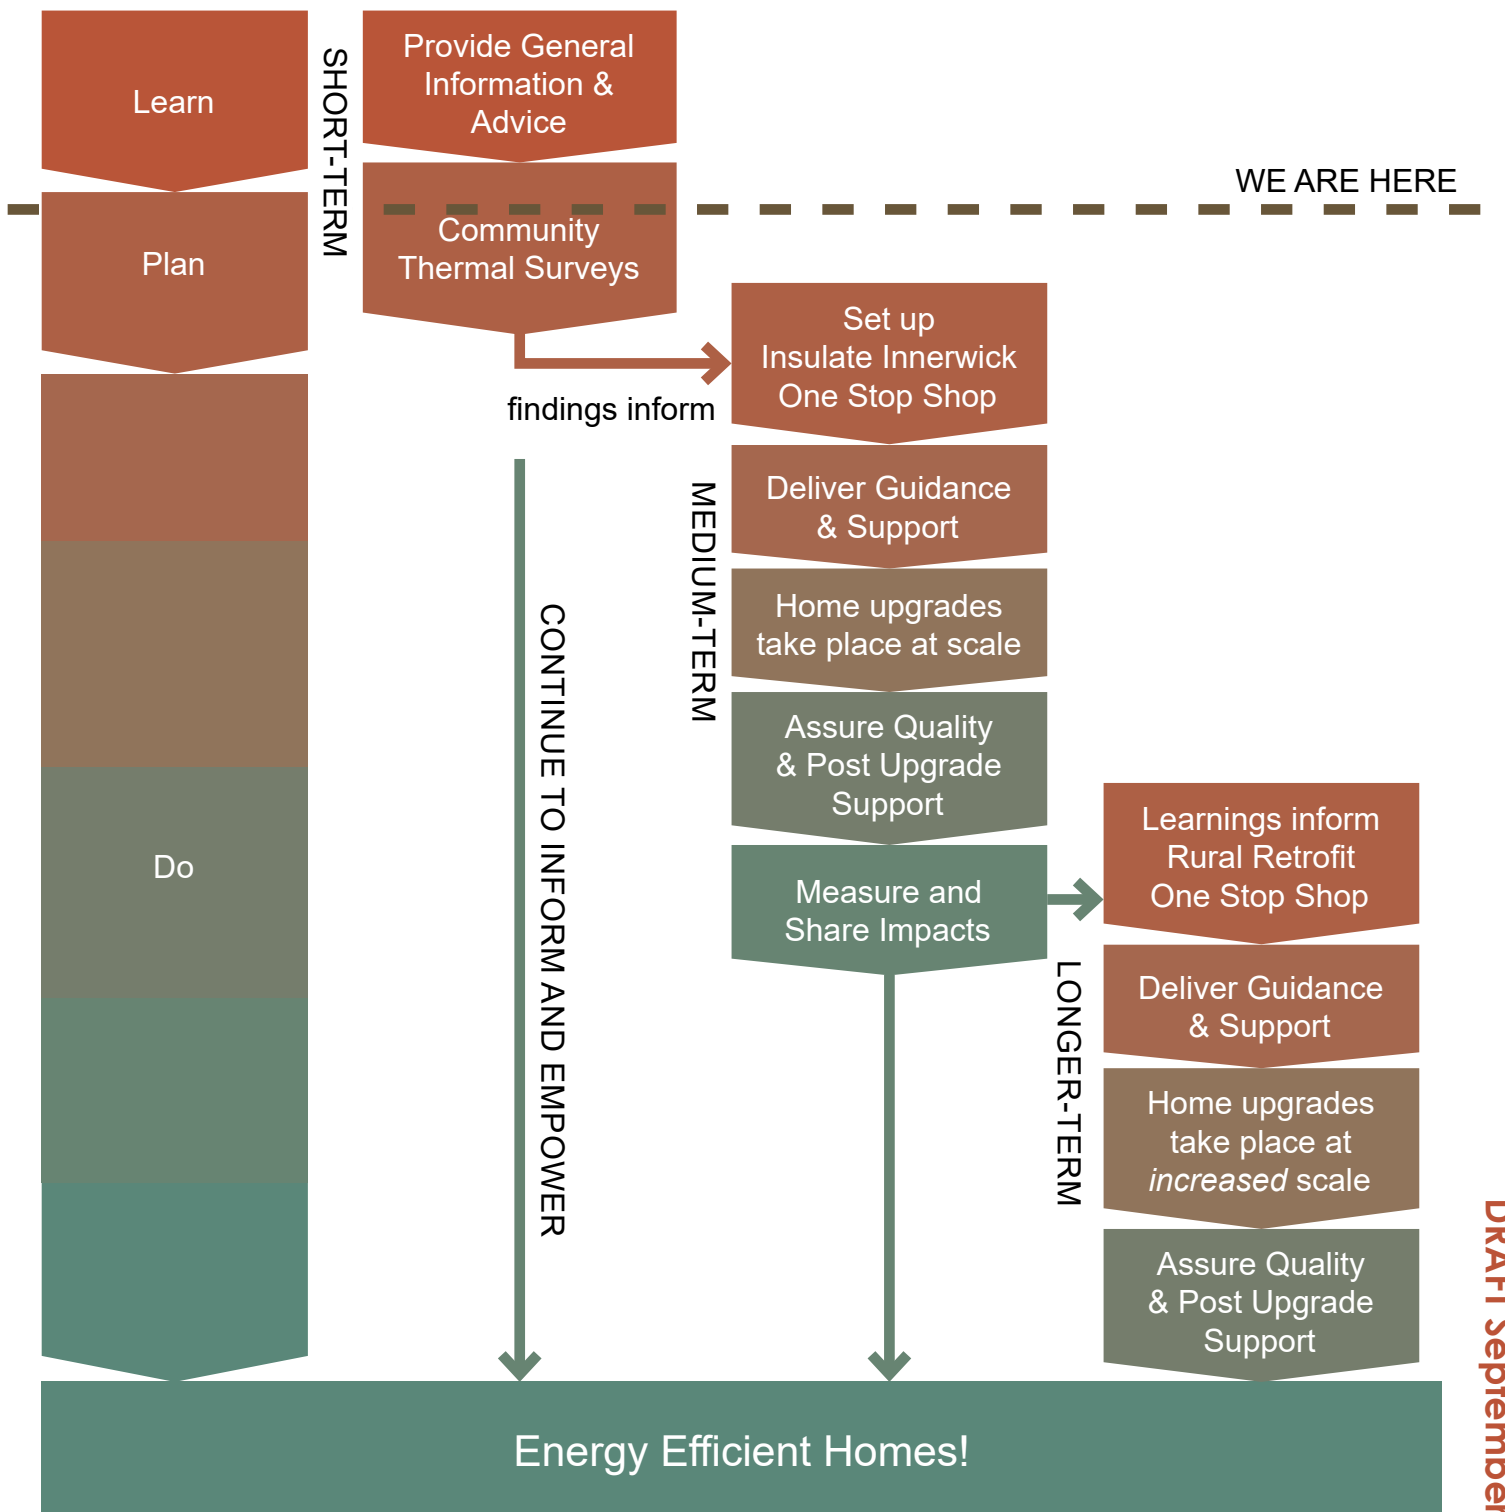 Learn
Plan
Do
SHORT-TERM
Provide General
Information &
Advice
WE ARE HERE
Community
Thermal Surveys
findings inform
CONTINUE TO INFORM AND EMPOWER
MEDIUM-TERM
Set up
Insulate Innerwick
One Stop Shop
Deliver Guidance
& Support
Home upgrades
take place at scale
Assure Quality
& Post Upgrade
Support
Measure and
Share Impacts
LONGER-TERM
Learnings inform
Rural Retrofit
One Stop Shop
Deliver Guidance
& Support
Home upgrades
take place at
increased scale
Assure Quality
& Post Upgrade
Support
Energy Efficient Homes!
DRAFT September